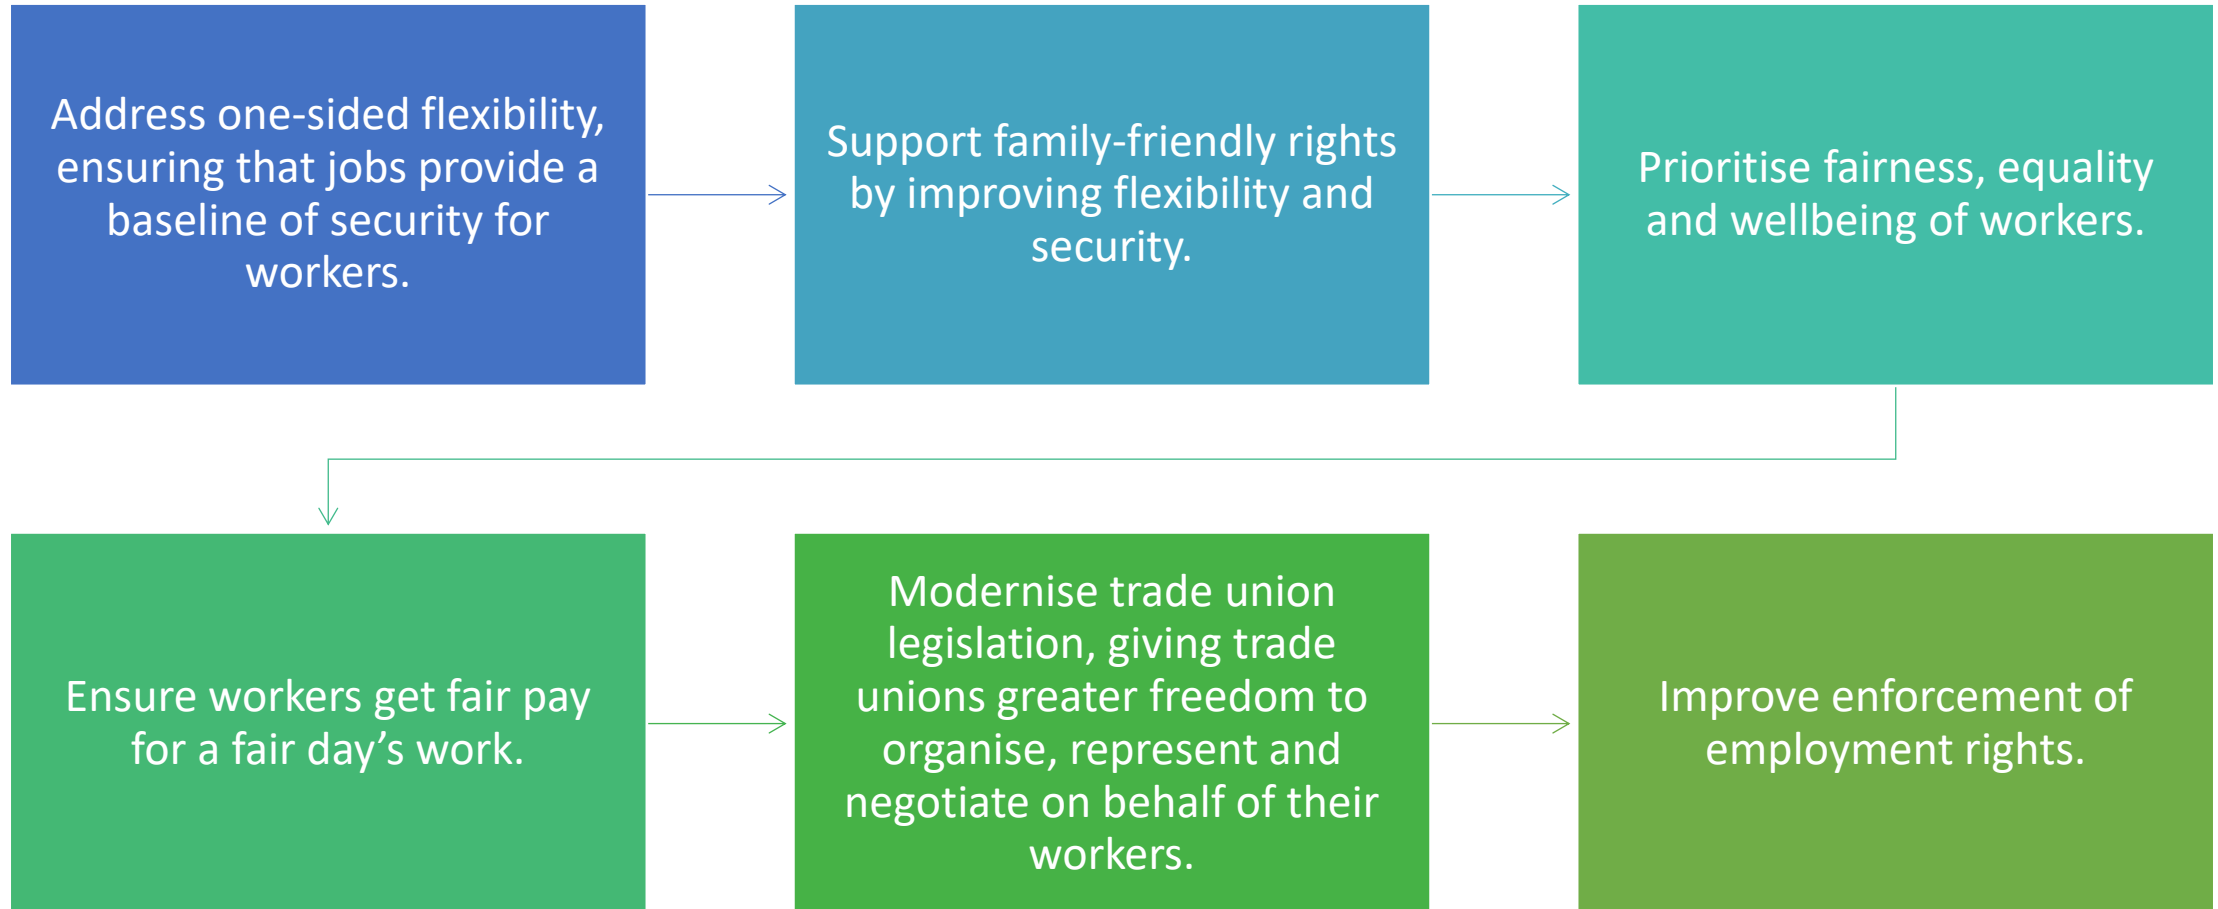 Address one-sided flexibility,
ensuring that jobs provide a
baseline of security for
workers.
Support family-friendly rights
by improving flexibility and
security.
Prioritise fairness, equality
and wellbeing of workers.
Ensure workers get fair pay
for a fair day’s work.
Modernise trade union
legislation, giving trade
unions greater freedom to
organise, represent and
negotiate on behalf of their
workers.
Improve enforcement of
employment rights.